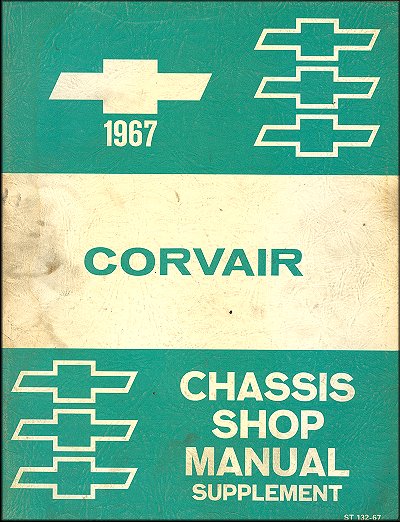 1967
CORVAIR
CHASSIS
SHOP
MANUAL
SUPPLEMENT
ST 132-67